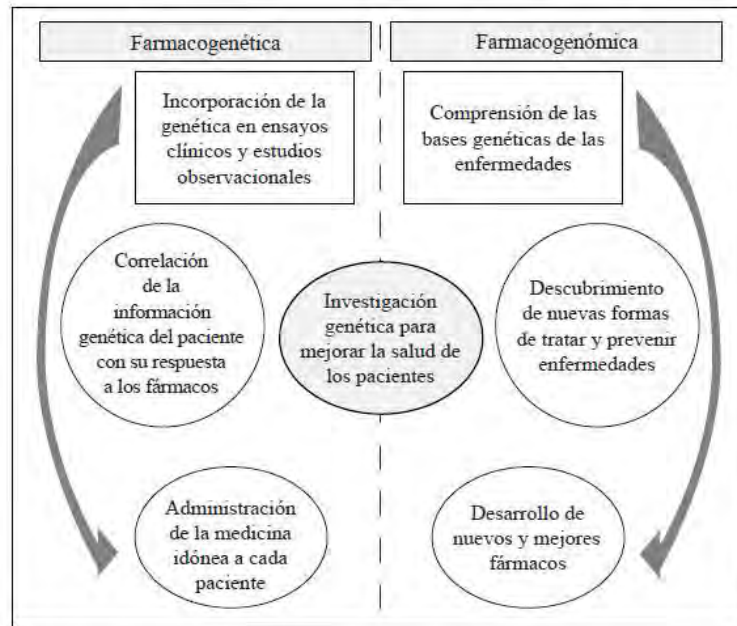 Farmacogenética
Incorporación de la
genética en ensayos
clínicos y estudios
observacionales
Correlación
de la
información
genética del paciente
con su respuesta
a los fármacos
Administración
de la medicina
idónea a cada
paciente
Investigación
genética para
mejorar la salud de
los pacientes
Farmacogenómica
Comprensión de las
bases genéticas de las
enfermedades
Descubrimiento
de nuevas formas
de tratar y prevenir
enfermedades
Desarrollo de
nuevos y mejores
fármacos